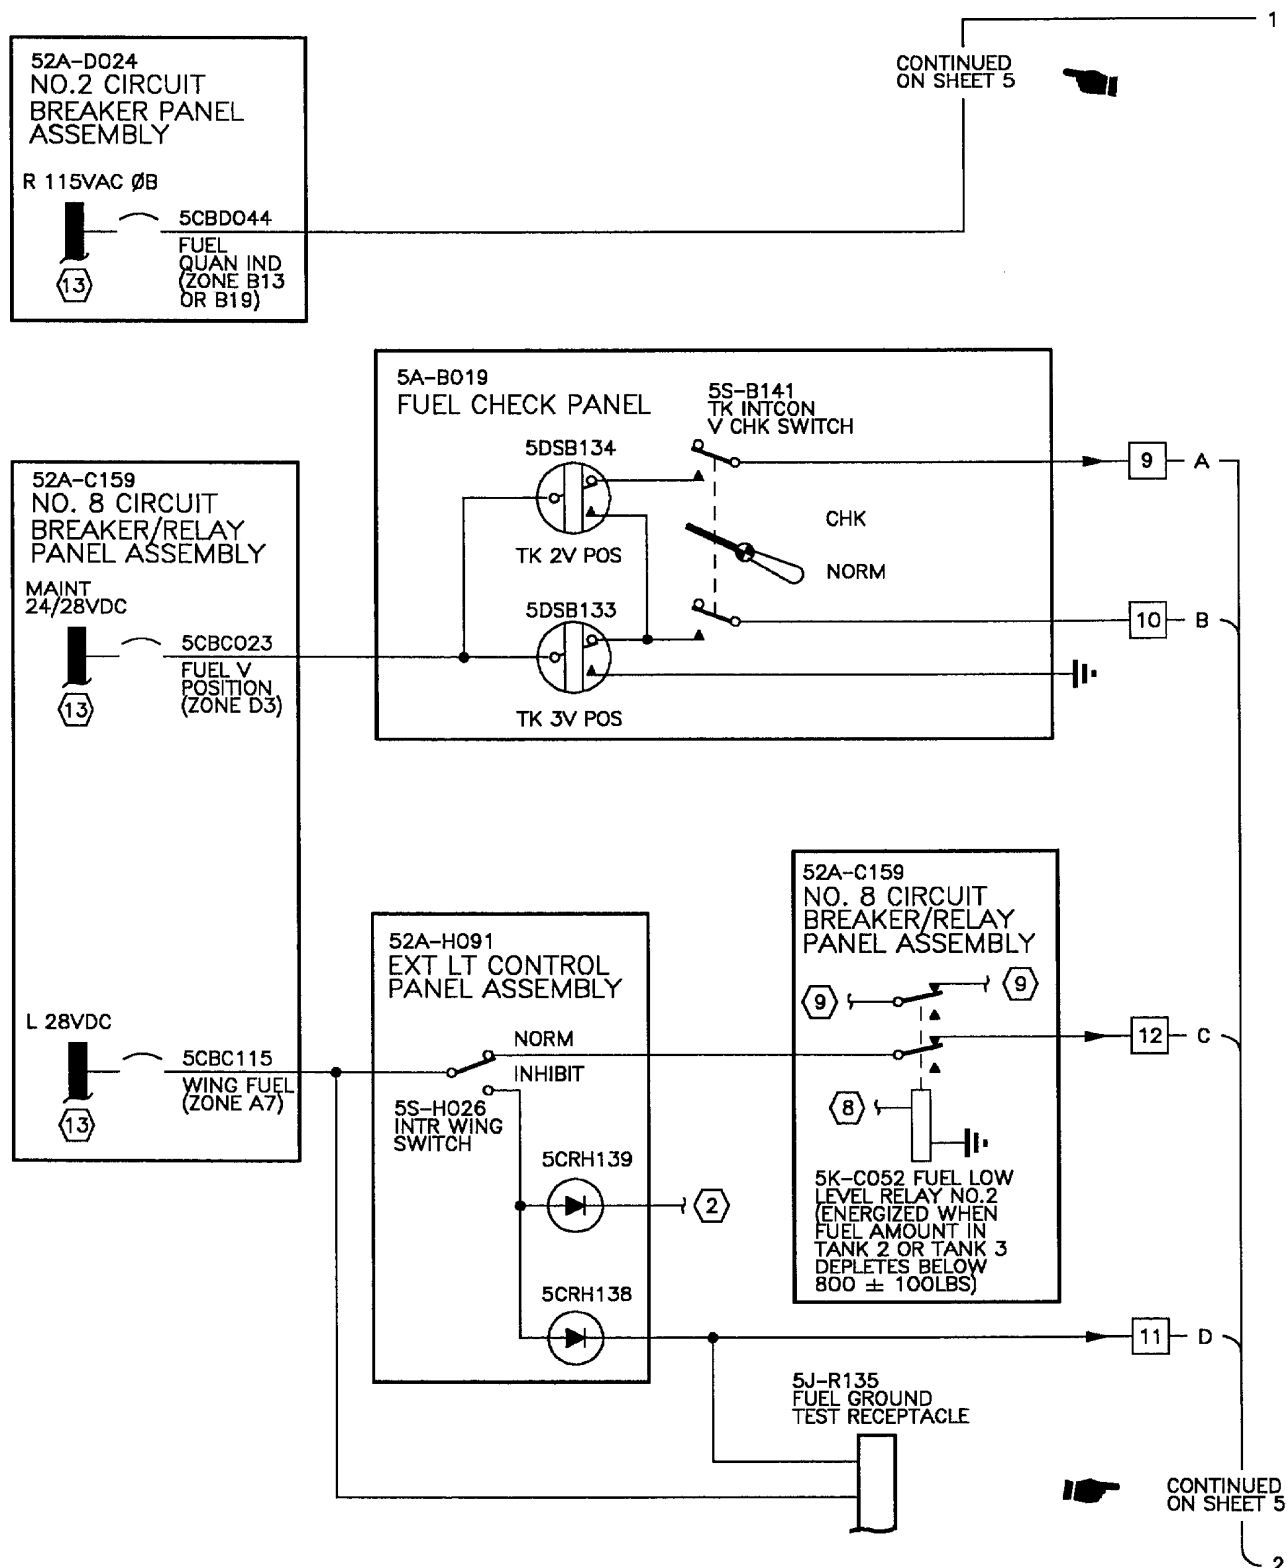 1
CONTINUED
ON SHEET 5
52A-D024
NO.2 CIRCUIT
BREAKER PANEL
ASSEMBLY
R 115VAC ØB
5CBD044
FUEL
QUAN IND
(ZONE B13
OR B19)
13
5A-B019
FUEL CHECK PANEL
5S-B141
TK INTCON
V CHK SWITCH
5DSB134
TK 2V POS
CHK
NORM
5DSB133
TK 3V POS
9 A
10 B
52A-C159
NO. 8 CIRCUIT
BREAKER/RELAY
PANEL ASSEMBLY
MAINT
24/28VDC
5CBC023
FUEL V
POSITION
(ZONE D3)
13
L 28VDC
5CBC115
WING FUEL
(ZONE A7)
13
52A-H091
EXT LT CONTROL
PANEL ASSEMBLY
NORM
INHIBIT
5S-H026
INTR WING
SWITCH
5CRH139
2
5CRH138
52A-C159
NO. 8 CIRCUIT
BREAKER/RELAY
PANEL ASSEMBLY
9
9
8
5K-C052 FUEL LOW
LEVEL RELAY NO.2
(ENERGIZED WHEN
FUEL AMOUNT IN
TANK 2 OR TANK 3
DEPLETES BELOW
800 ± 100LBS)
12 C
11 D
5J-R135
FUEL GROUND
TEST RECEPTACLE
CONTINUED
ON SHEET 5
2